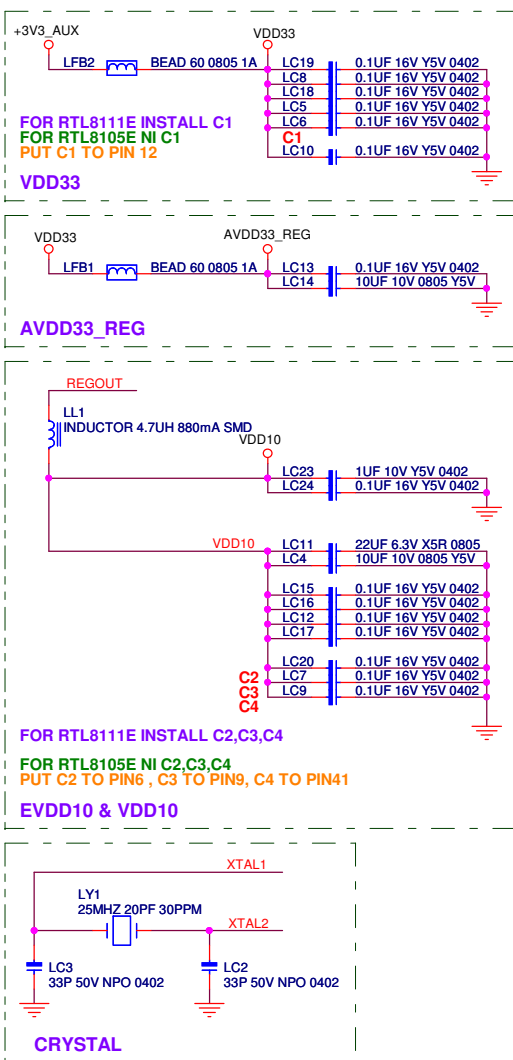 +3V3_AUX
VDD33
LFB2 BEAD 60 0805 1A
LC19 0.1UF 16V Y5V 0402
LC8 0.1UF 16V Y5V 0402
LC18 0.1UF 16V Y5V 0402
LC5 0.1UF 16V Y5V 0402
LC6 0.1UF 16V Y5V 0402
FOR RTL8111E INSTALL C1
FOR RTL8105E NI C1
C1
PUT C1 TO PIN 12
LC10 0.1UF 16V Y5V 0402
VDD33
VDD33
AVDD33_REG
LFB1 BEAD 60 0805 1A
LC13 0.1UF 16V Y5V 0402
LC14 10UF 10V 0805 Y5V
AVDD33_REG
REGOUT
LL1
INDUCTOR 4.7UH 880mA SMD
VDD10
LC23 1UF 10V Y5V 0402
LC24 0.1UF 16V Y5V 0402
VDD10
LC11 22UF 6.3V X5R 0805
LC4 10UF 10V 0805 Y5V
LC15 0.1UF 16V Y5V 0402
LC16 0.1UF 16V Y5V 0402
LC12 0.1UF 16V Y5V 0402
LC17 0.1UF 16V Y5V 0402
LC20 0.1UF 16V Y5V 0402
C2 LC7 0.1UF 16V Y5V 0402
C3 LC9 0.1UF 16V Y5V 0402
C4
FOR RTL8111E INSTALL C2,C3,C4
FOR RTL8105E NI C2,C3,C4
PUT C2 TO PIN6 , C3 TO PIN9, C4 TO PIN41
EVDD10 & VDD10
XTAL1
LY1
25MHZ 20PF 30PPM
XTAL2
LC3
33P 50V NPO 0402
LC2
33P 50V NPO 0402
CRYSTAL